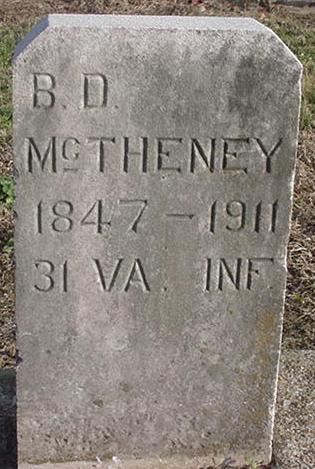 B. D.
McTHENEY
1847 – 1911
31 VA. INF.